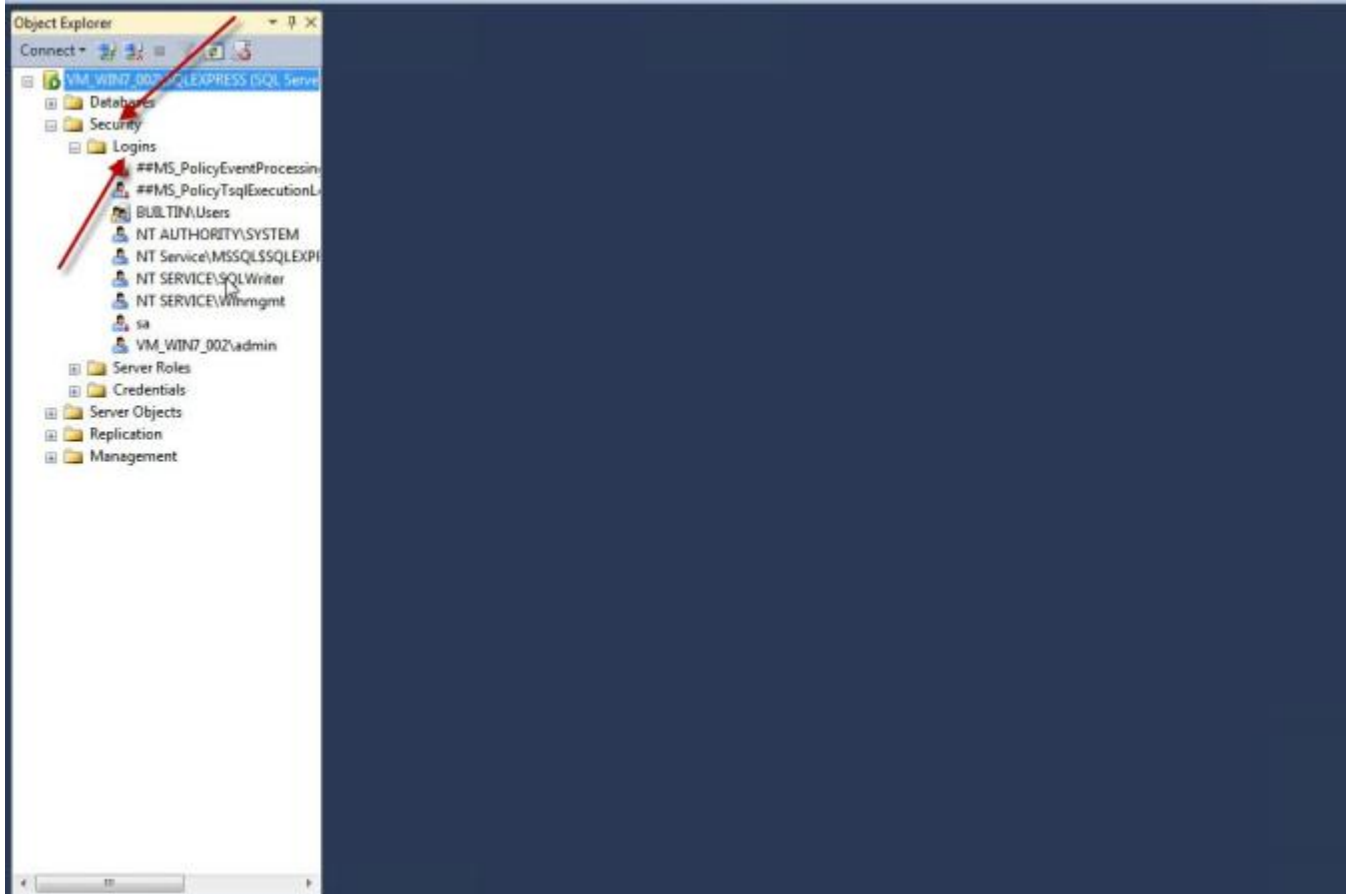 Object Explorer
Connect
VM_WIN7_002\SQLEXPRESS (SQL Serve
Databases
Security
Logins
##MS_PolicyEventProcessin
##MS_PolicyTsqlExecutionL
BUILTIN\Users
NT AUTHORITY\SYSTEM
NT Service\MSSQL$SQLEXPR
NT SERVICE\SQLWriter
NT SERVICE\Winmgmt
sa
VM_WIN7_002\admin
Server Roles
Credentials
Server Objects
Replication
Management